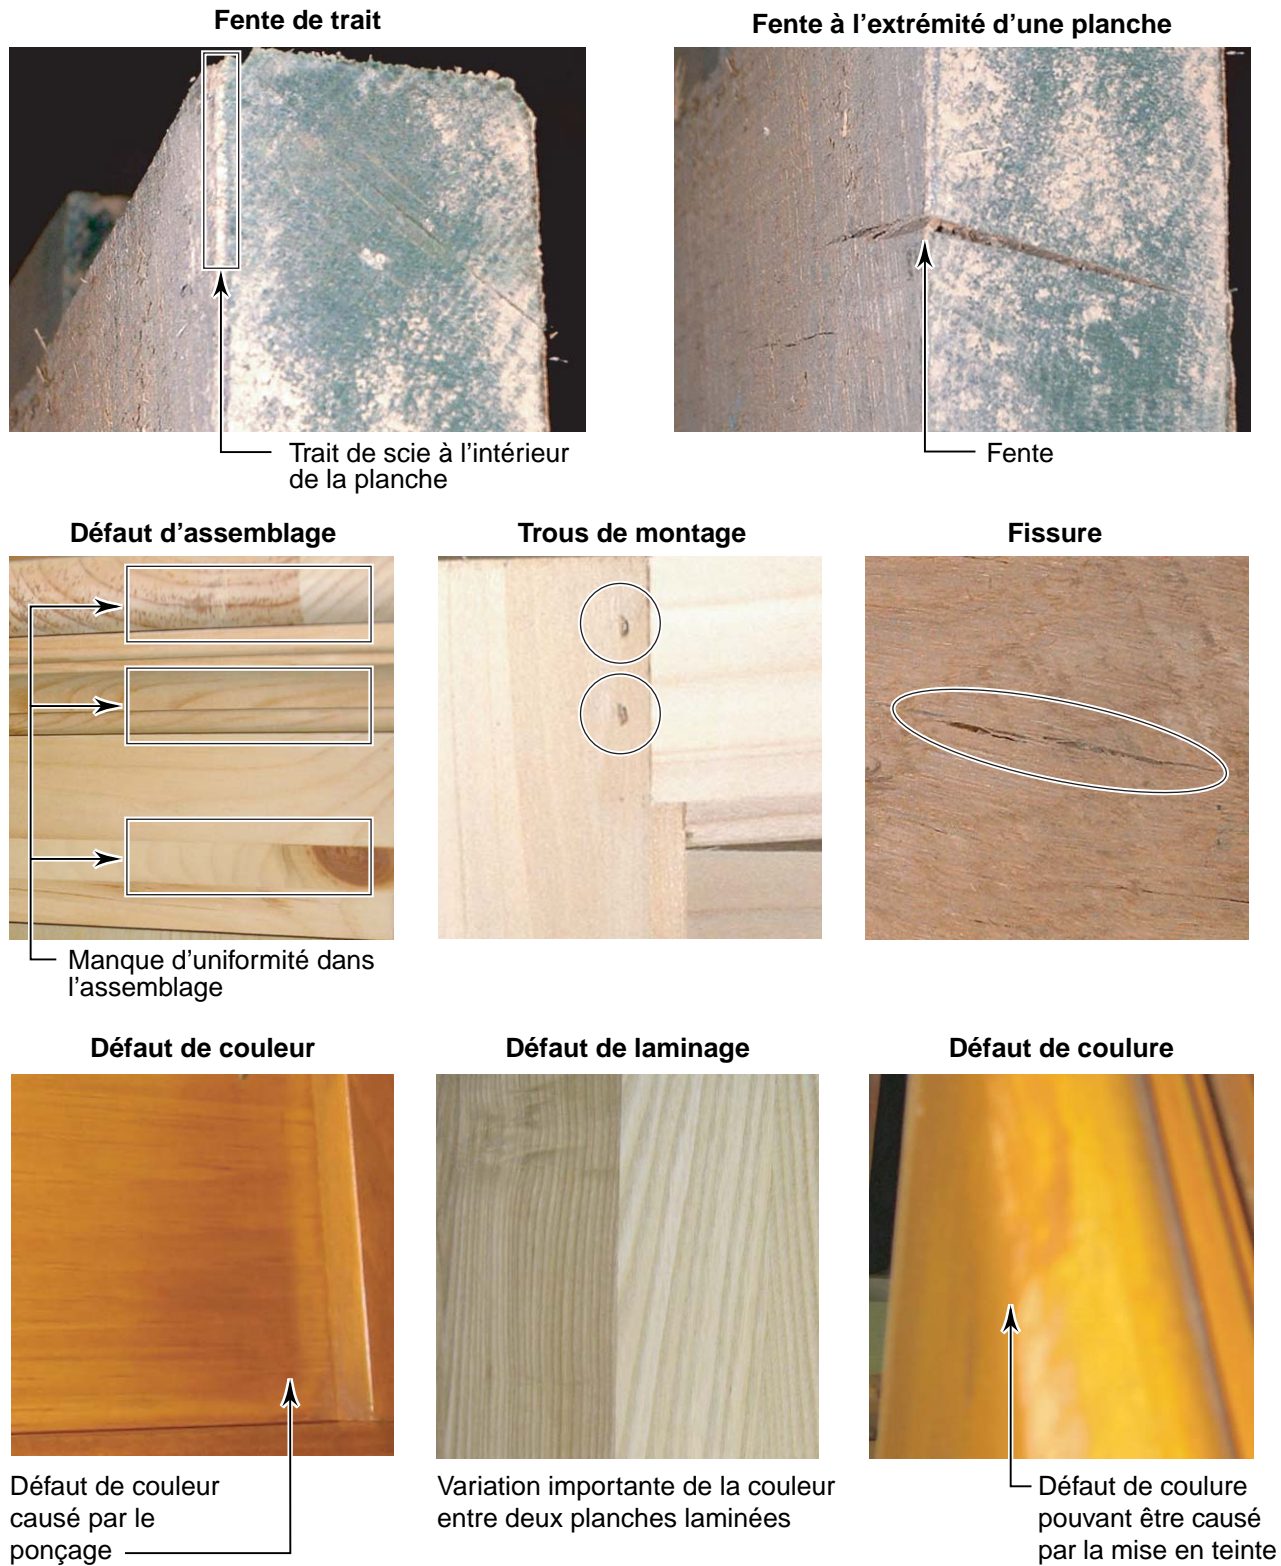 Fente de trait
Fente à l’extrémité d’une planche
Trait de scie à l’intérieur
de la planche
Fente
Défaut d’assemblage
Trous de montage
Fissure
Manque d’uniformité dans
l’assemblage
Défaut de couleur
Défaut de laminage
Défaut de coulure
Défaut de couleur
causé par le
ponçage
Variation importante de la couleur
entre deux planches laminées
Défaut de coulure
pouvant être causé
par la mise en teinte